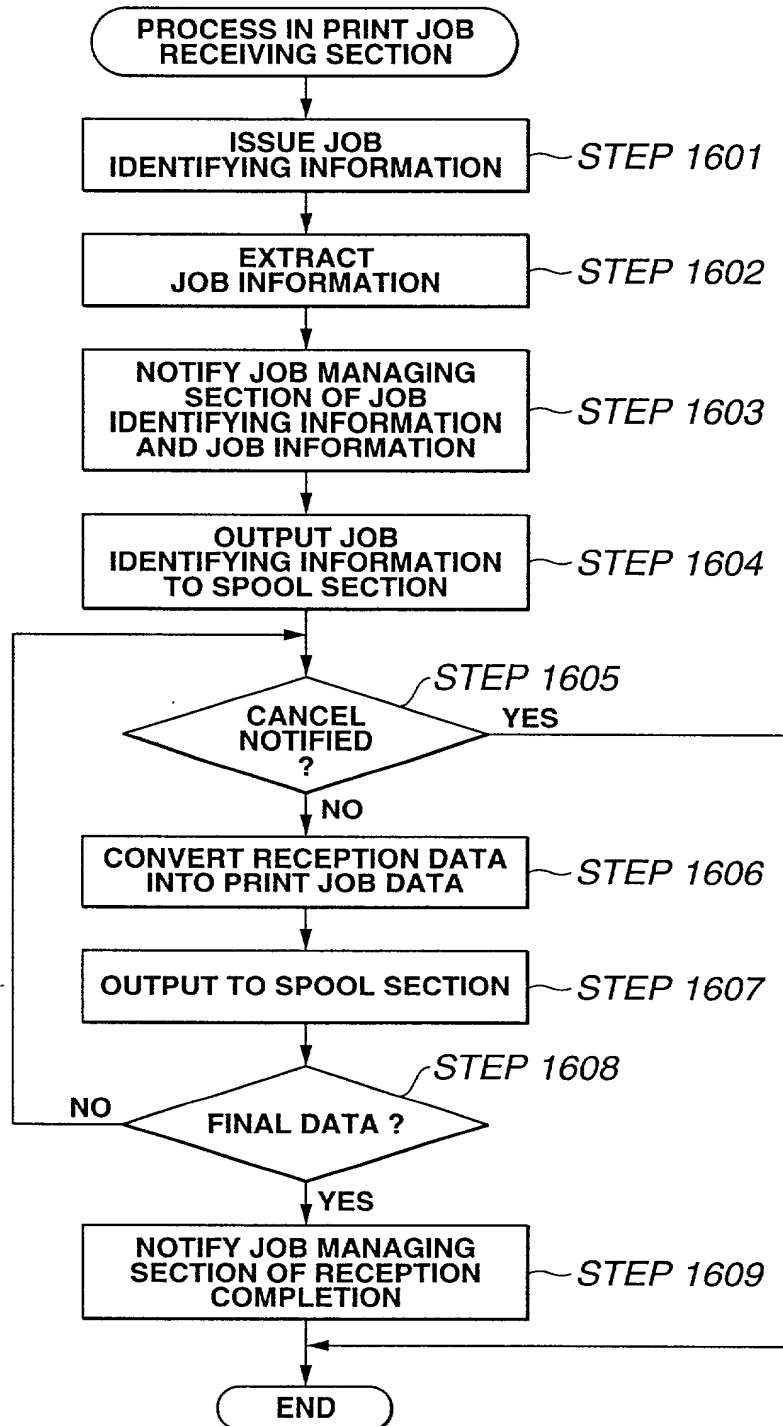 PROCESS IN PRINT JOB
RECEIVING SECTION
ISSUE JOB
IDENTIFYING INFORMATION
STEP 1601
EXTRACT
JOB INFORMATION
STEP 1602
NOTIFY JOB MANAGING
SECTION OF JOB
IDENTIFYING INFORMATION
AND JOB INFORMATION
STEP 1603
OUTPUT JOB
IDENTIFYING INFORMATION
TO SPOOL SECTION
STEP 1604
STEP 1605
CANCEL
NOTIFIED
?
YES
NO
CONVERT RECEPTION DATA
INTO PRINT JOB DATA
STEP 1606
OUTPUT TO SPOOL SECTION
STEP 1607
STEP 1608
NO
FINAL DATA ?
YES
NOTIFY JOB MANAGING
SECTION OF RECEPTION
COMPLETION
STEP 1609
END